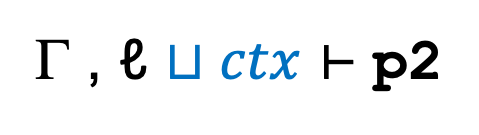 Γ , ℓ ⊔ ctx ⊢ p2